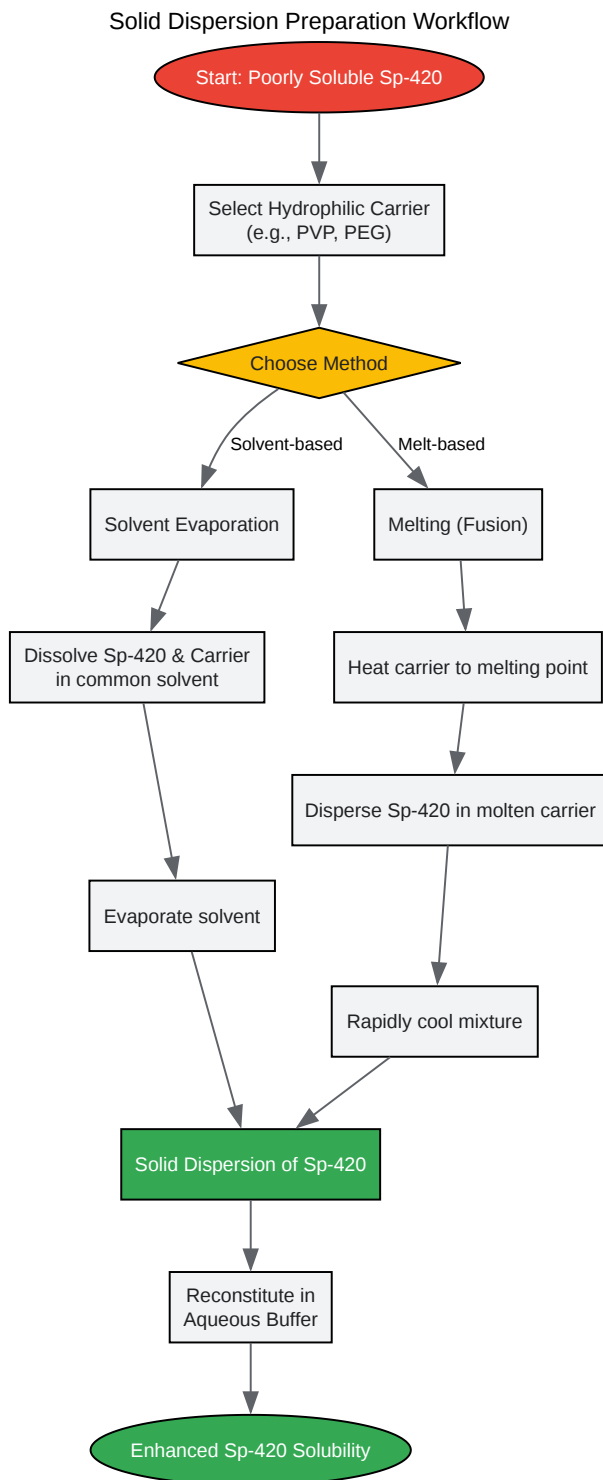 Solid Dispersion Preparation Workflow
Start: Poorly Soluble Sp-420
Select Hydrophilic Carrier
(e.g., PVP, PEG)
Choose Method
Solvent-based
Melt-based
Solvent Evaporation
Melting (Fusion)
Dissolve Sp-420 & Carrier
in common solvent
Heat carrier to melting point
Disperse Sp-420 in molten carrier
Evaporate solvent
Rapidly cool mixture
Solid Dispersion of Sp-420
Reconstitute in
Aqueous Buffer
Enhanced Sp-420 Solubility